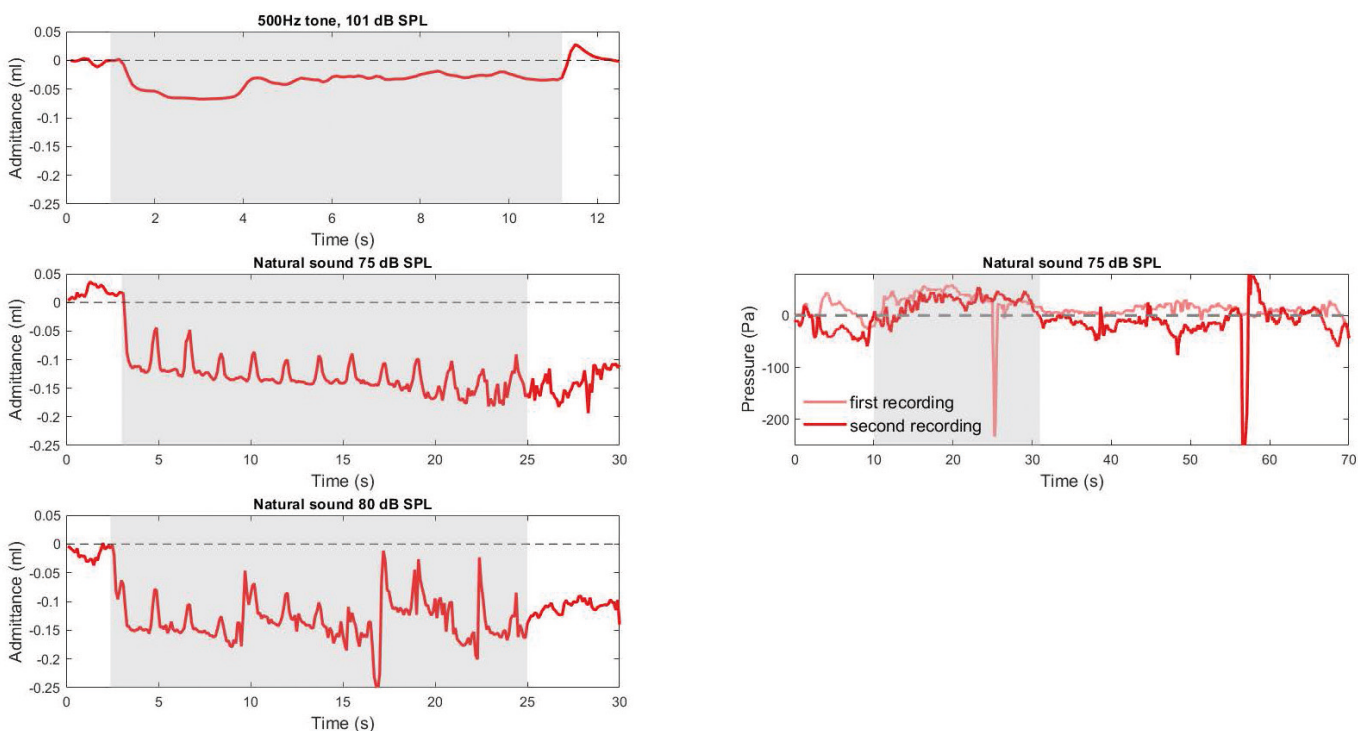 500Hz tone, 101 dB SPL
Admittance (ml)
0.05
0
-0.05
-0.1
-0.15
-0.2
-0.25
0 2 4 6 8 10 12
Time (s)
Natural sound 75 dB SPL
Admittance (ml)
0.05
0
-0.05
-0.1
-0.15
-0.2
-0.25
0 5 10 15 20 25 30
Time (s)
Natural sound 80 dB SPL
Admittance (ml)
0.05
0
-0.05
-0.1
-0.15
-0.2
-0.25
0 5 10 15 20 25 30
Time (s)
Natural sound 75 dB SPL
Pressure (Pa)
0
-100
-200
first recording
second recording
0 10 20 30 40 50 60 70
Time (s)